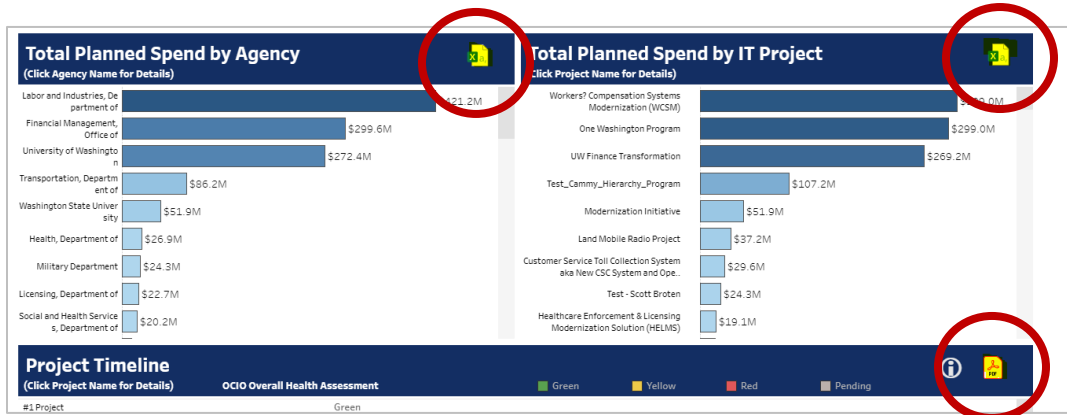 Total Planned Spend by Agency
(Click Agency Name for Details)
Labor and Industries, De
partment of
Financial Management,
Office of
$299.6M
University of Washingto
n
$272.4M
Transportation, Departm
ent of
$86.2M
Washington State Univer
sity
$51.9M
Health, Department of
$26.9M
Military Department
$24.3M
Licensing, Department of
$22.7M
Social and Health Service
s, Department of
$20.2M
Total Planned Spend by IT Project
Click Project Name for Details)
Workers? Compensation Systems
Modernization (WCSM)
One Washington Program
$299.0M
UW Finance Transformation
$269.2M
Test_Cammy_Hierarchy_Program
$107.2M
Modernization Initiative
$51.9M
Land Mobile Radio Project
$37.2M
Customer Service Toll Collection System
aka New CSC System and Ope..
$29.6M
Test - Scott Broten
$24.3M
Healthcare Enforcement & Licensing
Modernization Solution (HELMS)
$19.1M
Project Timeline
(Click Project Name for Details)
OCIO Overall Health Assessment
Green
Yellow
Red
Pending
PDF
#1 Project
Green